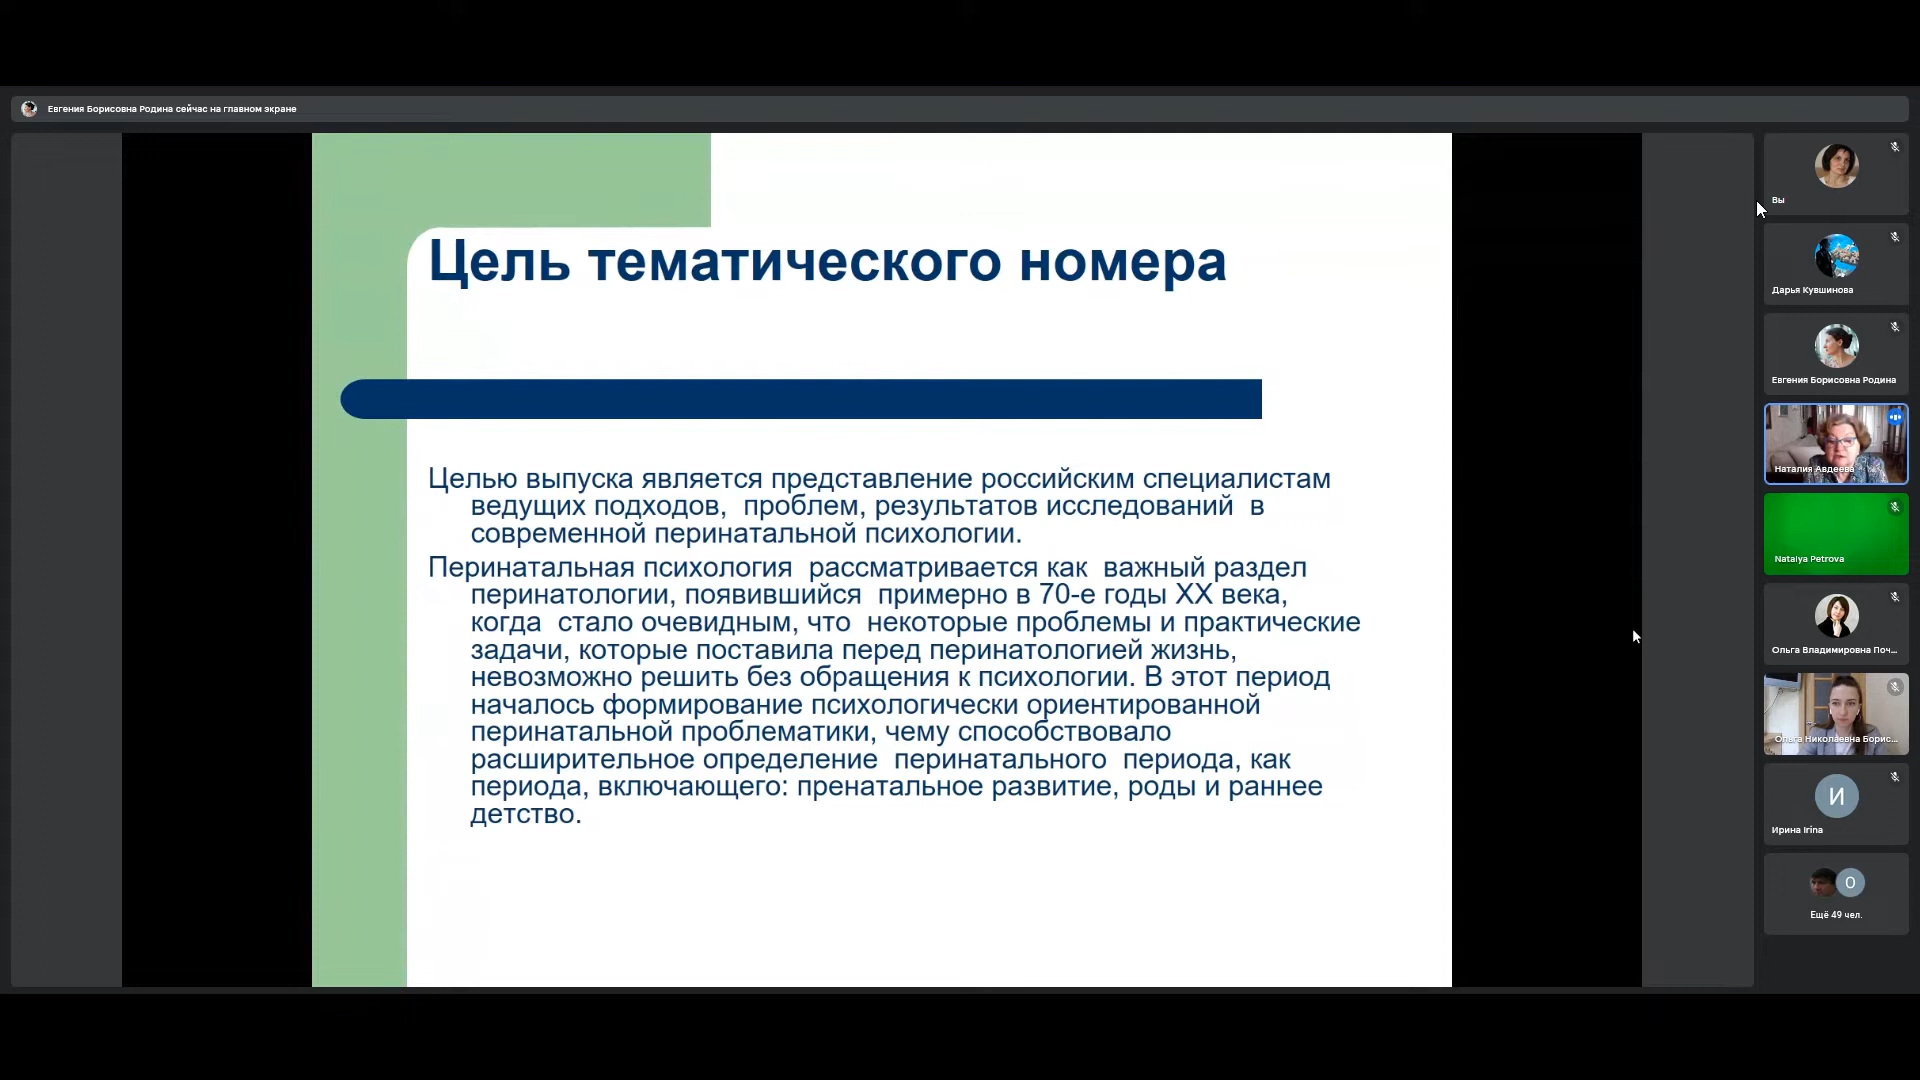 Евгения Борисовна Родина сейчас на главном экране
Цель тематического номера
Целью выпуска является представление российским специалистам
ведущих подходов, проблем, результатов исследований в
современной перинатальной психологии.
Перинатальная психология рассматривается как важный раздел
перинатологии, появившийся примерно в 70-е годы XX века,
когда стало очевидным, что некоторые проблемы и практические
задачи, которые поставила перед перинатологией жизнь,
невозможно решить без обращения к психологии. В этот период
началось формирование психологически ориентированной
перинатальной проблематики, чему способствовало
расширительное определение перинатального периода, как
периода, включающего: пренатальное развитие, роды и раннее
детство.
Вы
Дарья Кувшинова
Евгения Борисовна Родина
Наталия Авдеева
Natalya Petrova
Ольга Владимировна Поч...
Ольга Николаевна Борис...
И
Ирина Irina
О
Ещё 49 чел.